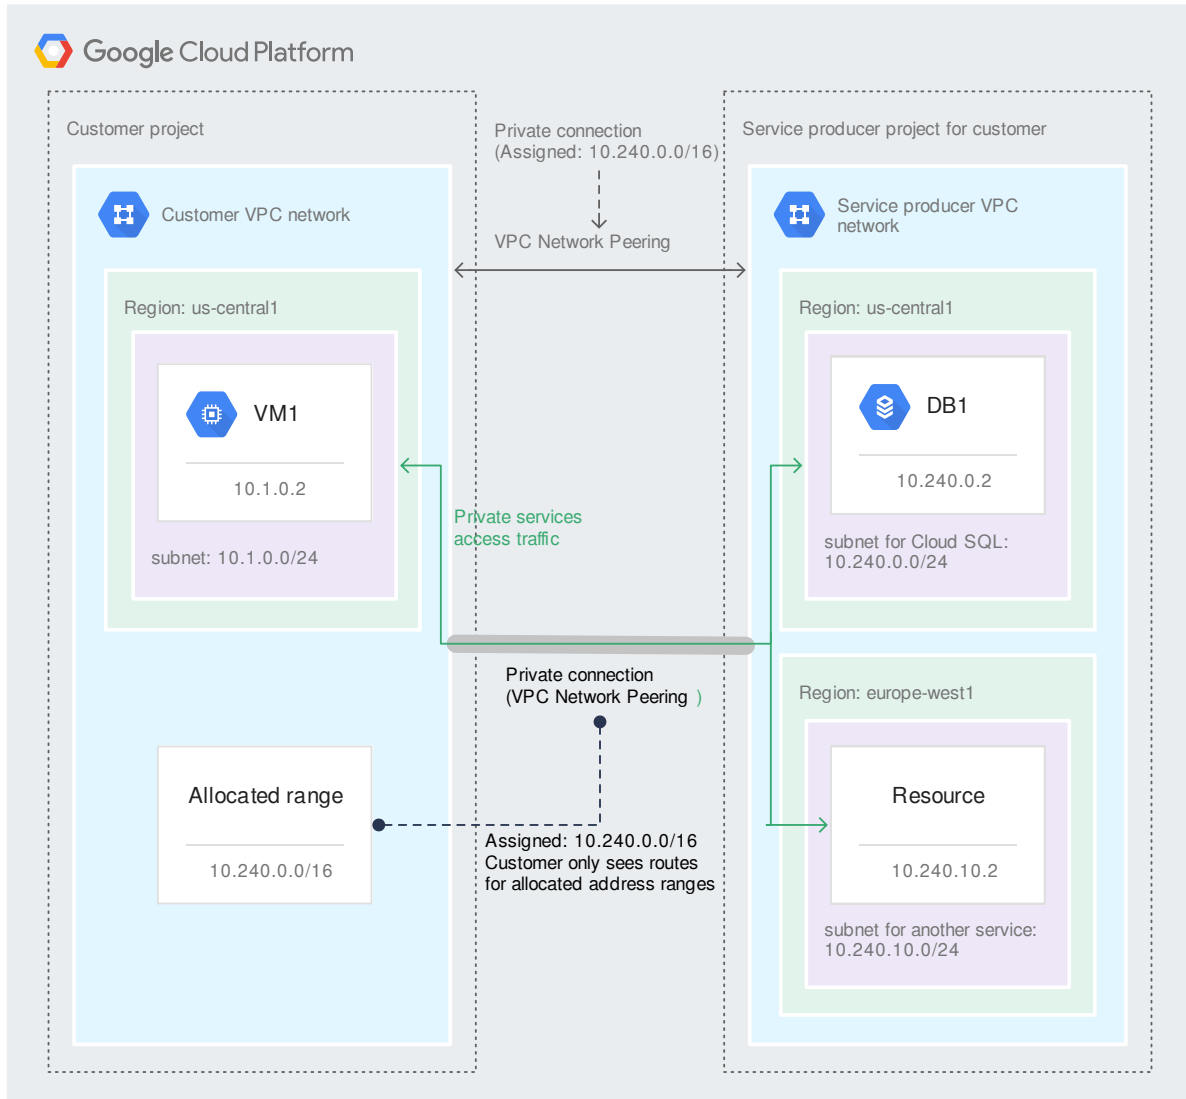 Google Cloud Platform
Customer project
Private connection
(Assigned: 10.240.0.0/16)
VPC Network Peering
Service producer project for customer
Customer VPC network
Service producer VPC
network
Region: us-central1
VM1
10.1.0.2
subnet: 10.1.0.0/24
Region: us-central1
DB1
10.240.0.2
subnet for Cloud SQL:
10.240.0.0/24
Private services
access traffic
Private connection
(VPC Network Peering )
Region: europe-west1
Allocated range
10.240.0.0/16
Assigned: 10.240.0.0/16
Customer only sees routes
for allocated address ranges
Resource
10.240.10.2
subnet for another service:
10.240.10.0/24